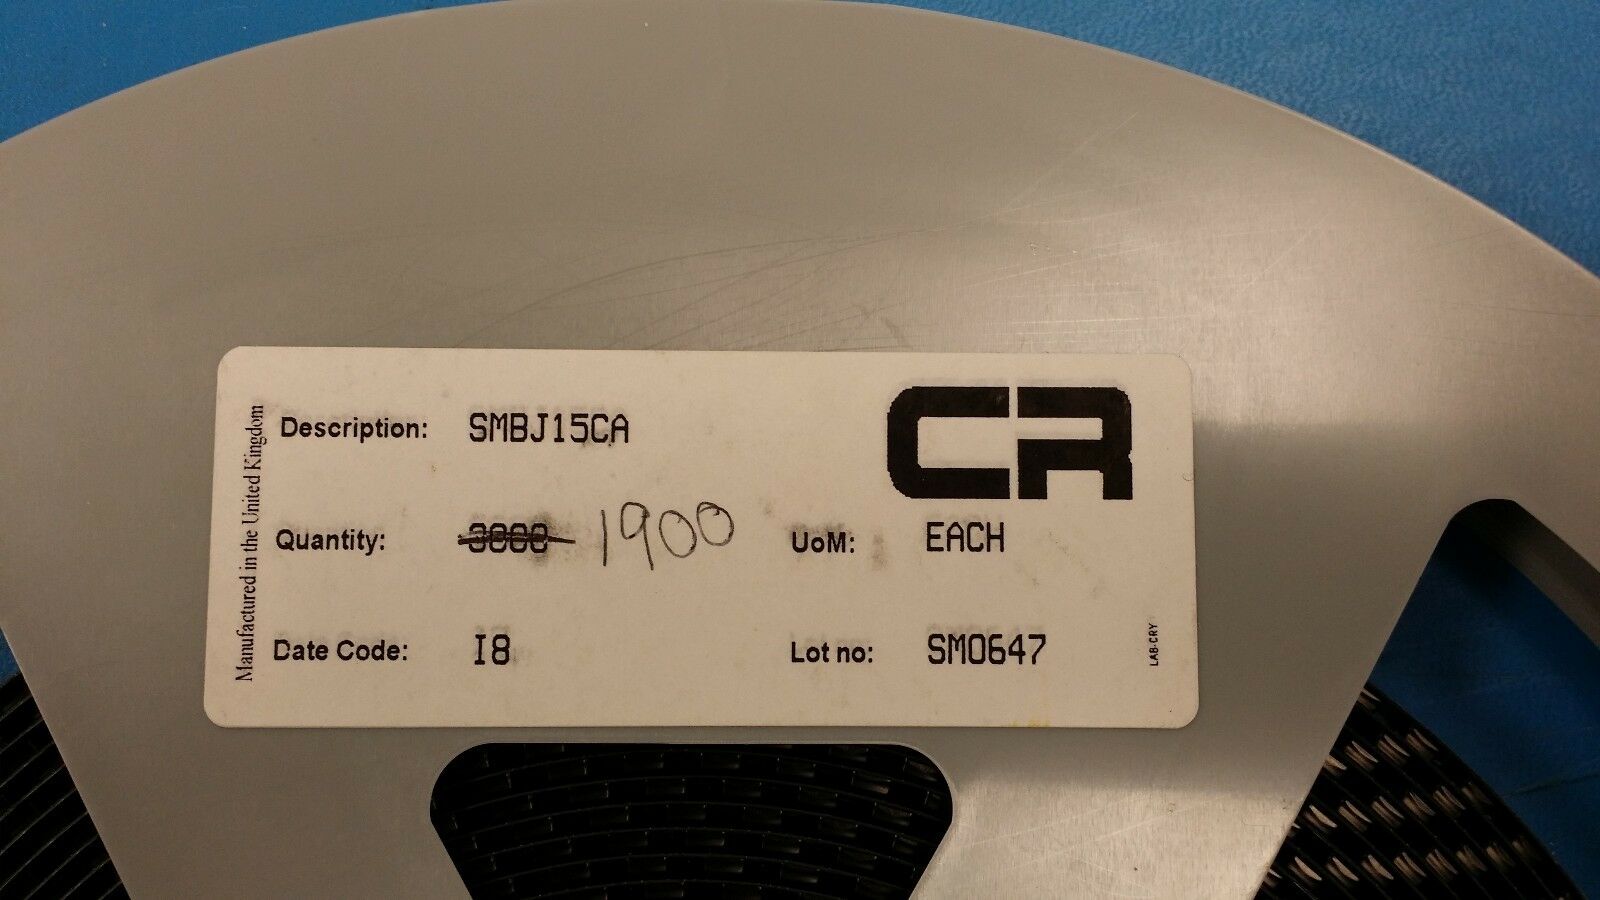 Manufactured in the United Kingdom
Description: SMBJ15CA
CR
Quantity: 3000 1900 UoM: EACH
Date Code: I8 Lot no: SM0647
LAB-CRY